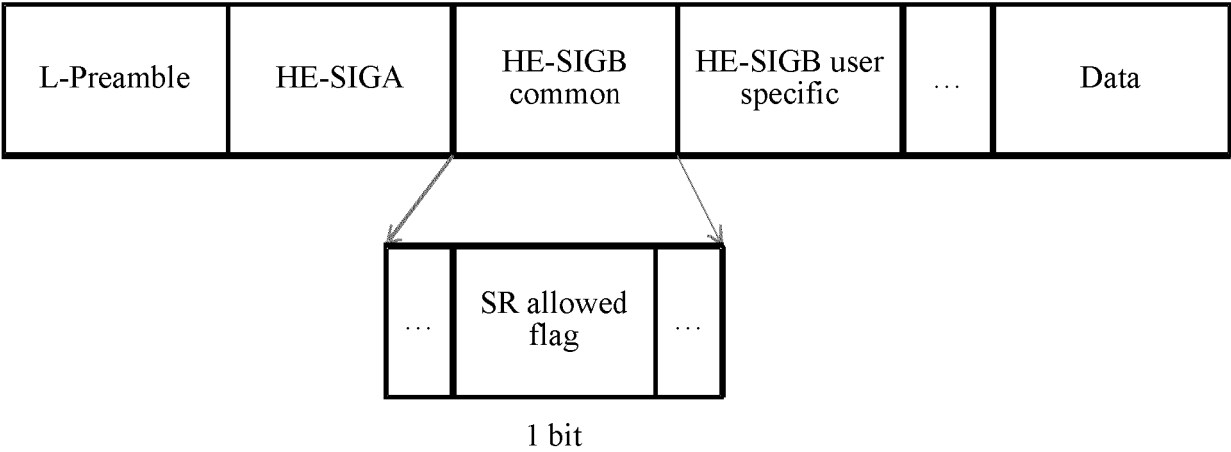 L-Preamble
HE-SIGA
HE-SIGB
common
HE-SIGB user
specific
...
Data
...
SR allowed
flag
...
1 bit